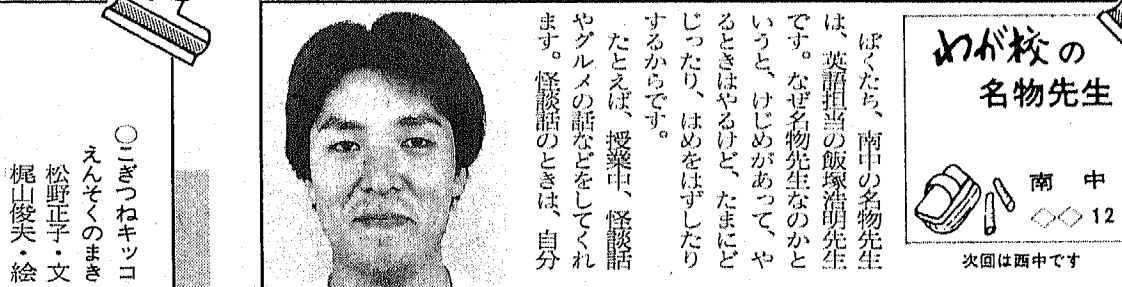 わが校の
名物先生
南中
◇◇12
次回は西中です
ぼくたち、南中の名物先生
は、英語担当の飯塚浩明先生
です。なぜ名物先生なのかと
いうと、けじめがあって、や
るときはやるけど、たまにど
じったり、はめをはずしたり
するからです。
たとえば、授業中、怪談話
やグルメの話などをしてくれ
ます。怪談話のときは、自分
○こぎつねキッコ
えんそくのまき
松野正子・文
梶山俊夫・絵